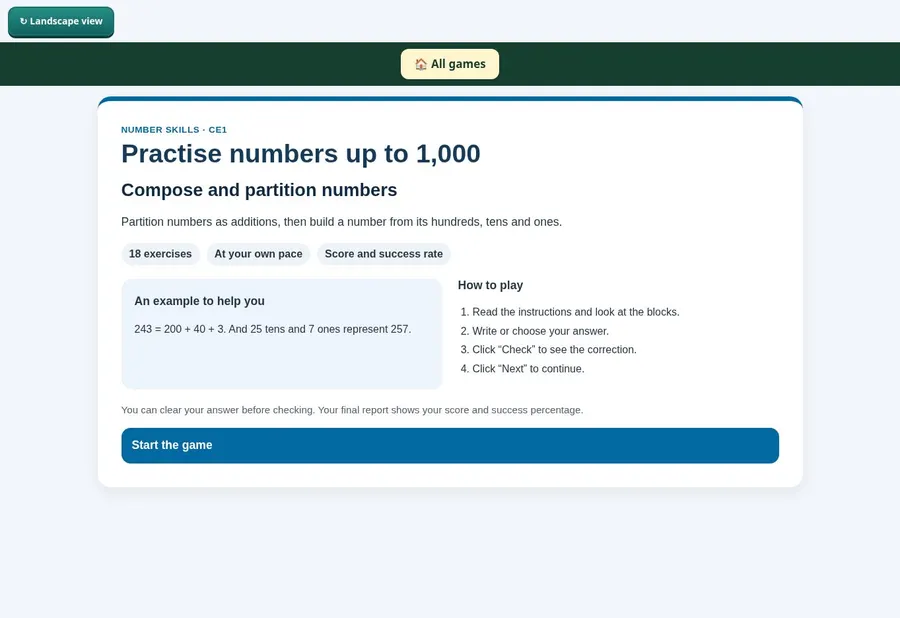 ↻ Landscape view
🏠 All games
NUMBER SKILLS · CE1
Practise numbers up to 1,000
Compose and partition numbers
Partition numbers as additions, then build a number from its hundreds, tens and ones.
18 exercises At your own pace Score and success rate
An example to help you
243 = 200 + 40 + 3. And 25 tens and 7 ones represent 257.
How to play
1. Read the instructions and look at the blocks.
2. Write or choose your answer.
3. Click “Check” to see the correction.
4. Click “Next” to continue.
You can clear your answer before checking. Your final report shows your score and success percentage.
Start the game